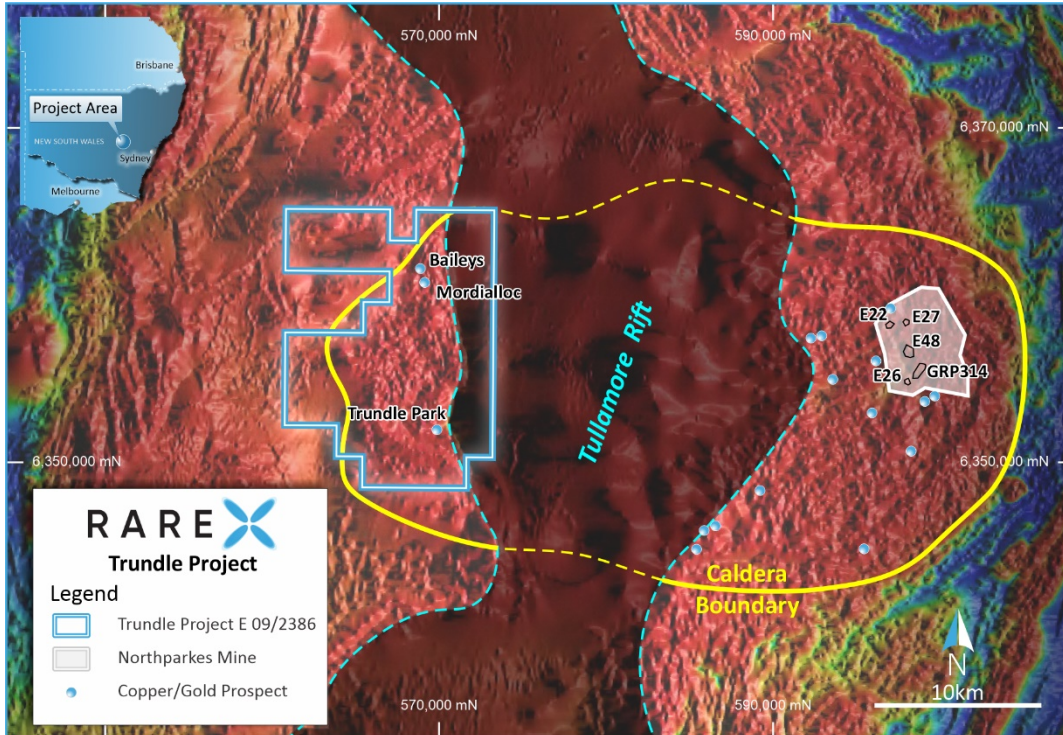 570,000 mN
590,000 mN
Brisbane
Project Area
NEW SOUTH WALES
Sydney
Melbourne
6,370,000 mN
Baileys
Mordialloc
E22
E27
E48
GRP314
E26
Tullamore Rift
Trundle Park
6,350,000 mN
6,350,000 mN
RAREX
Trundle Project
Legend
Trundle Project E 09/2386
Northparkes Mine
Copper/Gold Prospect
Caldera
Boundary
N
10km
570,000 mN
590,000 mN